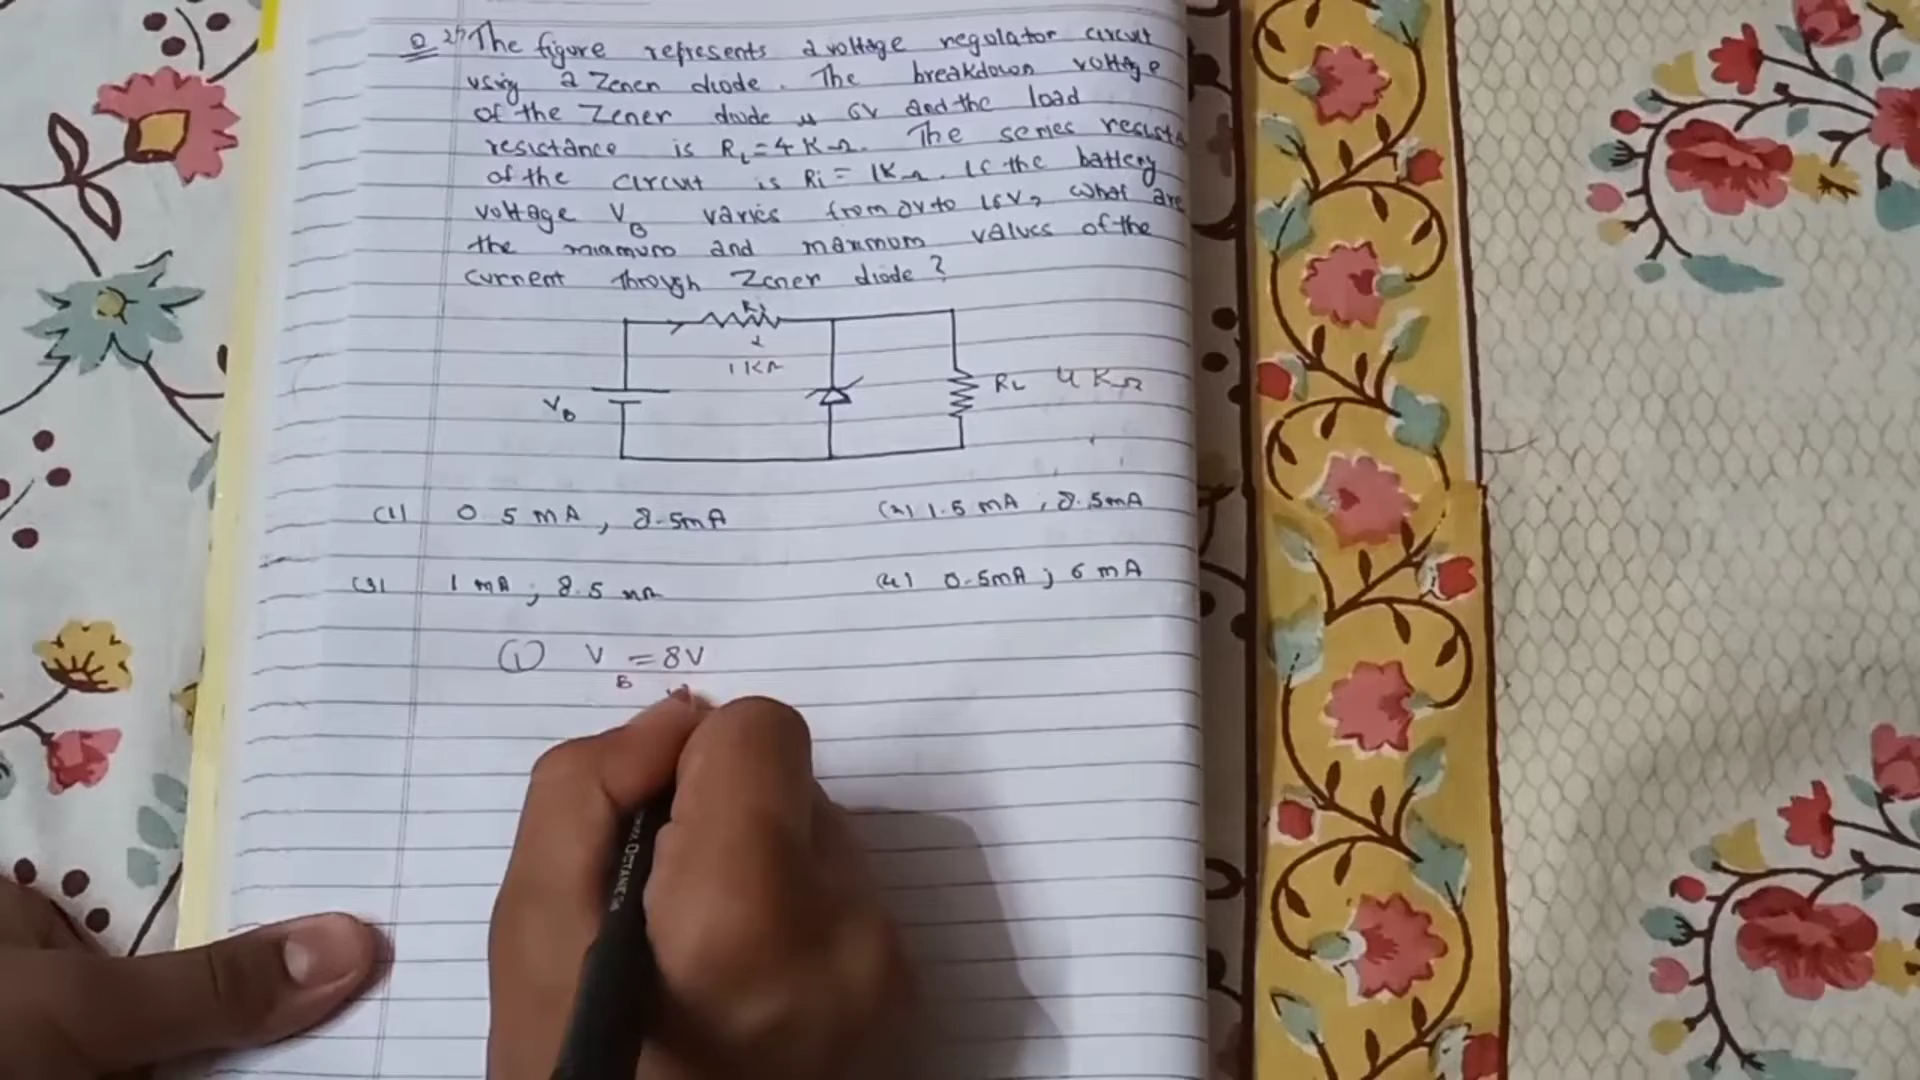 Q 2) The figure represents a voltage regulator circuit
using a Zener diode. The breakdown voltage
of the Zener diode is 6V and the load
resistance is RL = 4 KΩ. The series resista
of the circuit is Ri = 1KΩ. If the battery
voltage VB varies from 8V to 16V, what are
the minimum and maximum values of the
current through Zener diode?
Ri
1 KΩ
VB
RL 4 KΩ
(1) 0.5 mA, 8.5mA
(2) 1.5 mA, 8.5mA
(3) 1 mA; 8.5 mA
(4) 0.5mA; 6 mA
(1) VB = 8V
OCTANE